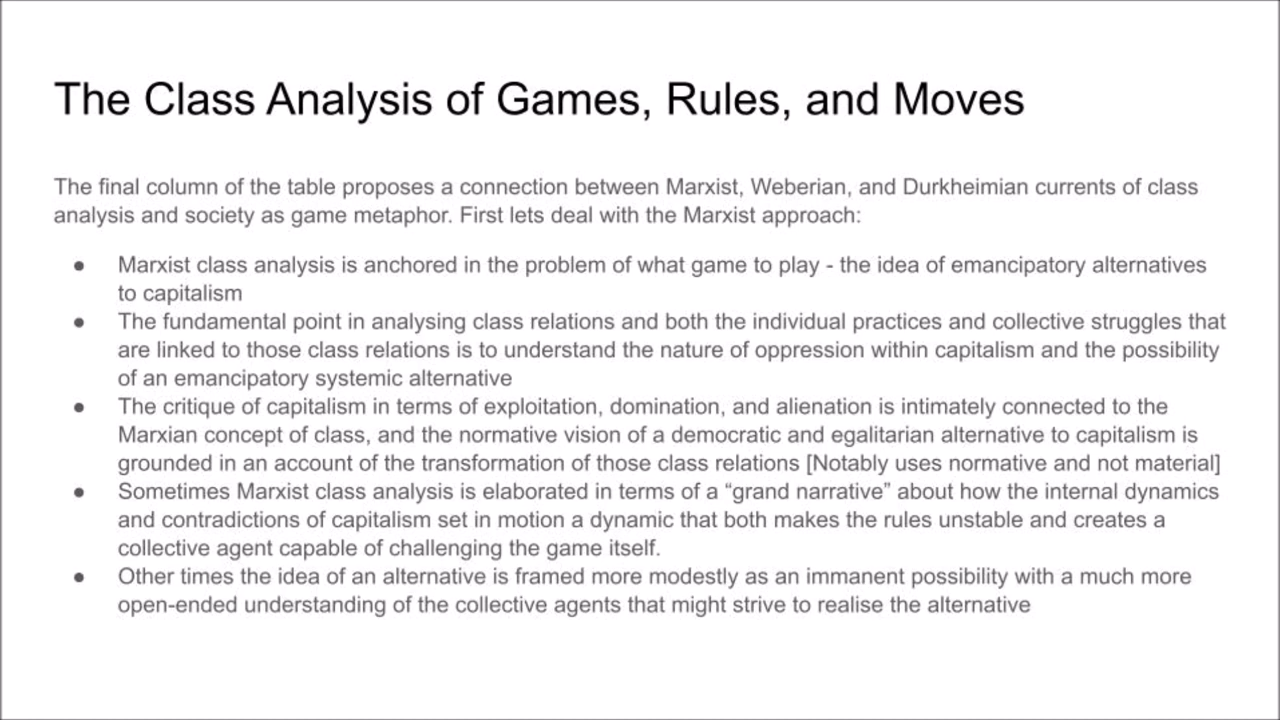 The Class Analysis of Games, Rules, and Moves
The final column of the table proposes a connection between Marxist, Weberian, and Durkheimian currents of class
analysis and society as game metaphor. First lets deal with the Marxist approach:
● Marxist class analysis is anchored in the problem of what game to play - the idea of emancipatory alternatives
to capitalism
● The fundamental point in analysing class relations and both the individual practices and collective struggles that
are linked to those class relations is to understand the nature of oppression within capitalism and the possibility
of an emancipatory systemic alternative
● The critique of capitalism in terms of exploitation, domination, and alienation is intimately connected to the
Marxian concept of class, and the normative vision of a democratic and egalitarian alternative to capitalism is
grounded in an account of the transformation of those class relations [Notably uses normative and not material]
● Sometimes Marxist class analysis is elaborated in terms of a “grand narrative” about how the internal dynamics
and contradictions of capitalism set in motion a dynamic that both makes the rules unstable and creates a
collective agent capable of challenging the game itself.
● Other times the idea of an alternative is framed more modestly as an immanent possibility with a much more
open-ended understanding of the collective agents that might strive to realise the alternative